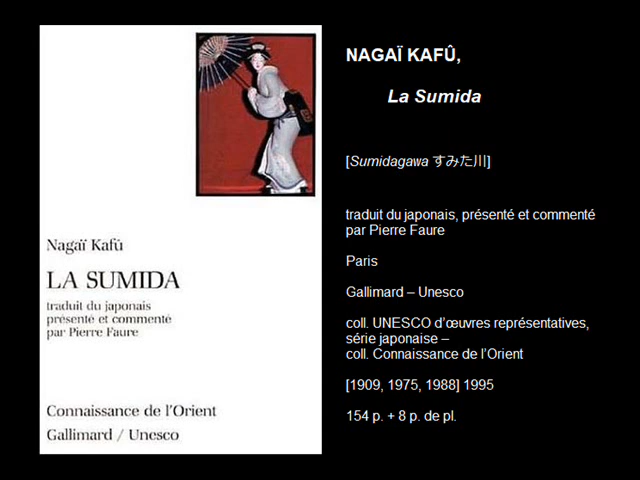 Nagaï Kafû
LA SUMIDA
traduit du japonais
présenté et commenté
par Pierre Faure
Connaissance de l'Orient
Gallimard / Unesco
NAGAÏ KAFÛ,
La Sumida
[Sumidagawa すみた川]
traduit du japonais, présenté et commenté
par Pierre Faure
Paris
Gallimard – Unesco
coll. UNESCO d'œuvres représentatives,
série japonaise –
coll. Connaissance de l'Orient
[1909, 1975, 1988] 1995
154 p. + 8 p. de pl.